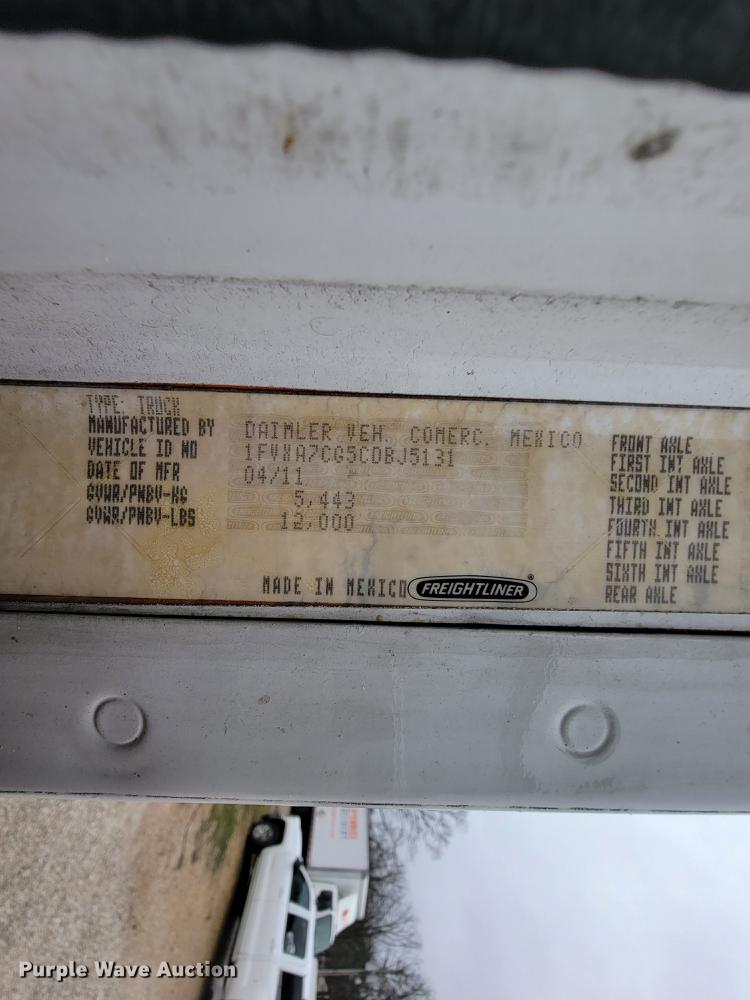 TYPE: TRUCK
MANUFACTURED BY DAIMLER VEH. COMERC. MEXICO
VEHICLE ID NO 1FVXA7CG5CDBJ5131
DATE OF MFR 04/11
GVWR/PNBV-KG 5,443
GVWR/PNBV-LBS 12,000
MADE IN MEXICO FREIGHTLINER®
FRONT AXLE
FIRST INT AXLE
SECOND INT AXLE
THIRD INT AXLE
FOURTH INT AXLE
FIFTH INT AXLE
SIXTH INT AXLE
REAR AXLE
Purple Wave Auction